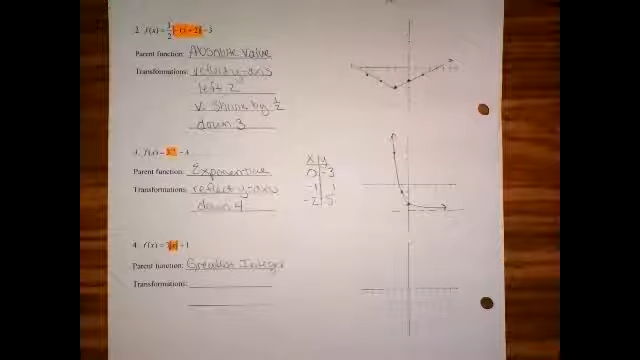 2. f(x) = 1/2 |-(x + 2)| - 3
Parent function: Absolute Value
Transformations: reflect y-axis
left 2
v. Shrink by 1/2
down 3
Parent function: Exponential
Transformations: reflect y-axis
down 4
x | y
0 | -3
-1 | 1
-2 | 5
4. f(x) = 3[x] + 1
Parent function: Greatest Integer
Transformations: